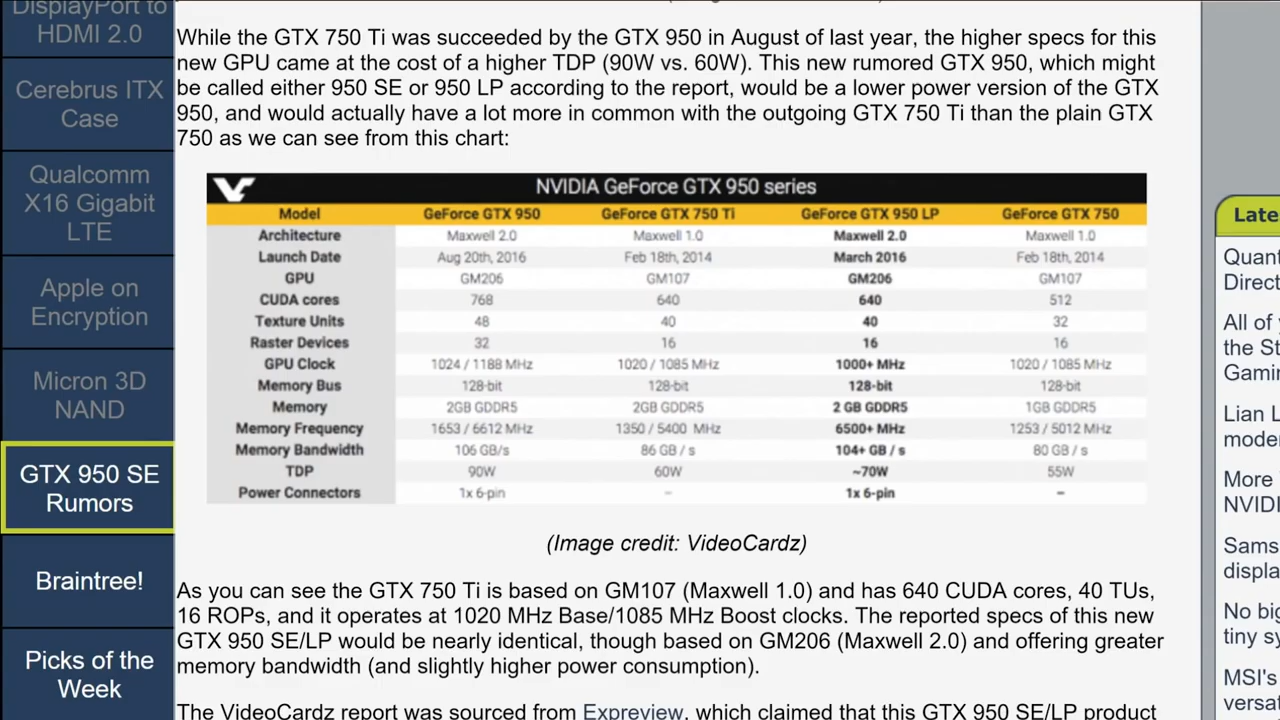 DisplayPort to
HDMI 2.0
Cerebrus ITX
Case
Qualcomm
X16 Gigabit
LTE
Apple on
Encryption
Micron 3D
NAND
GTX 950 SE
Rumors
Braintree!
Picks of the
Week
While the GTX 750 Ti was succeeded by the GTX 950 in August of last year, the higher specs for this
new GPU came at the cost of a higher TDP (90W vs. 60W). This new rumored GTX 950, which might
be called either 950 SE or 950 LP according to the report, would be a lower power version of the GTX
950, and would actually have a lot more in common with the outgoing GTX 750 Ti than the plain GTX
750 as we can see from this chart:
NVIDIA GeForce GTX 950 series
Model GeForce GTX 950 GeForce GTX 750 Ti GeForce GTX 950 LP GeForce GTX 750
Architecture Maxwell 2.0 Maxwell 1.0 Maxwell 2.0 Maxwell 1.0
Launch Date Aug 20th, 2016 Feb 18th, 2014 March 2016 Feb 18th, 2014
GPU GM206 GM107 GM206 GM107
CUDA cores 768 640 640 512
Texture Units 48 40 40 32
Raster Devices 32 16 16 16
GPU Clock 1024 / 1188 MHz 1020 / 1085 MHz 1000+ MHz 1020 / 1085 MHz
Memory Bus 128-bit 128-bit 128-bit 128-bit
Memory 2GB GDDR5 2GB GDDR5 2 GB GDDR5 1GB GDDR5
Memory Frequency 1653 / 6612 MHz 1350 / 5400 MHz 6500+ MHz 1253 / 5012 MHz
Memory Bandwidth 106 GB/s 86 GB / s 104+ GB / s 80 GB / s
TDP 90W 60W ~70W 55W
Power Connectors 1x 6-pin – 1x 6-pin –
(Image credit: VideoCardz)
As you can see the GTX 750 Ti is based on GM107 (Maxwell 1.0) and has 640 CUDA cores, 40 TUs,
16 ROPs, and it operates at 1020 MHz Base/1085 MHz Boost clocks. The reported specs of this new
GTX 950 SE/LP would be nearly identical, though based on GM206 (Maxwell 2.0) and offering greater
memory bandwidth (and slightly higher power consumption).
The VideoCardz report was sourced from Expreview, which claimed that this GTX 950 SE/LP product
Late
Quant
Direct
All of y
the St
Gamin
Lian L
moder
More
NVIDI
Sams
displa
No big
tiny sy
MSI's
versat